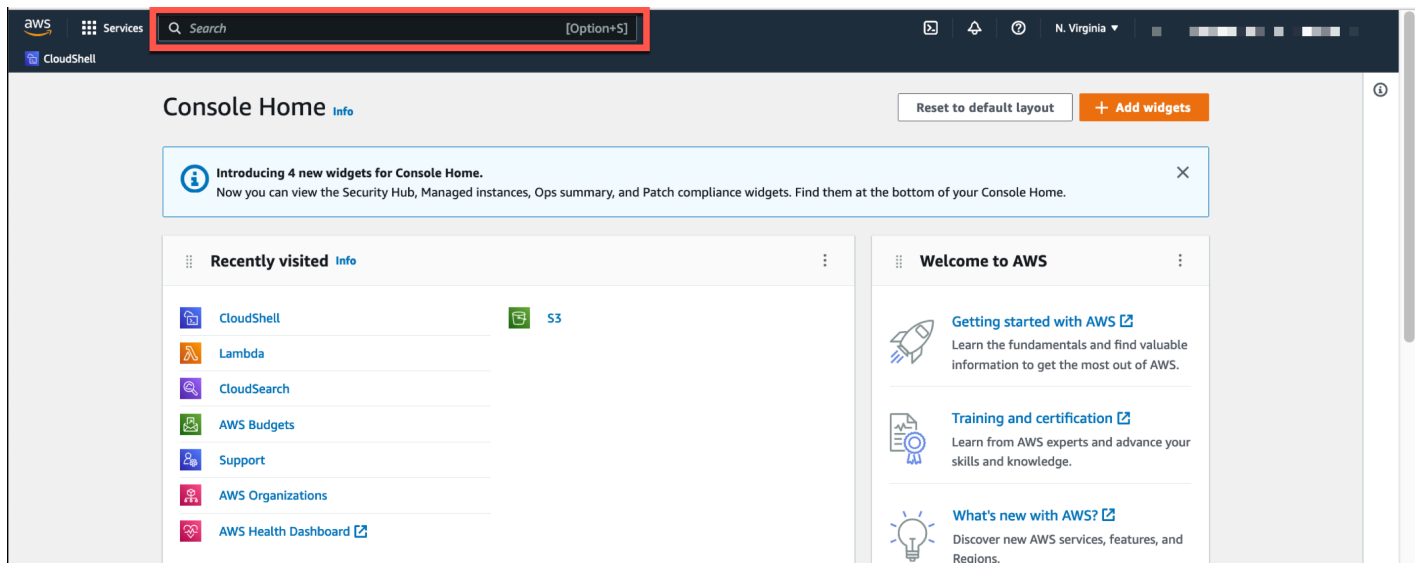 aws
Services
Search
[Option+S]
N. Virginia
CloudShell
Console Home Info
Reset to default layout
+ Add widgets
Introducing 4 new widgets for Console Home.
Now you can view the Security Hub, Managed instances, Ops summary, and Patch compliance widgets. Find them at the bottom of your Console Home.
Recently visited Info
CloudShell
Lambda
CloudSearch
AWS Budgets
Support
AWS Organizations
AWS Health Dashboard
S3
Welcome to AWS
Getting started with AWS
Learn the fundamentals and find valuable
information to get the most out of AWS.
Training and certification
Learn from AWS experts and advance your
skills and knowledge.
What's new with AWS?
Discover new AWS services, features, and
Regions.